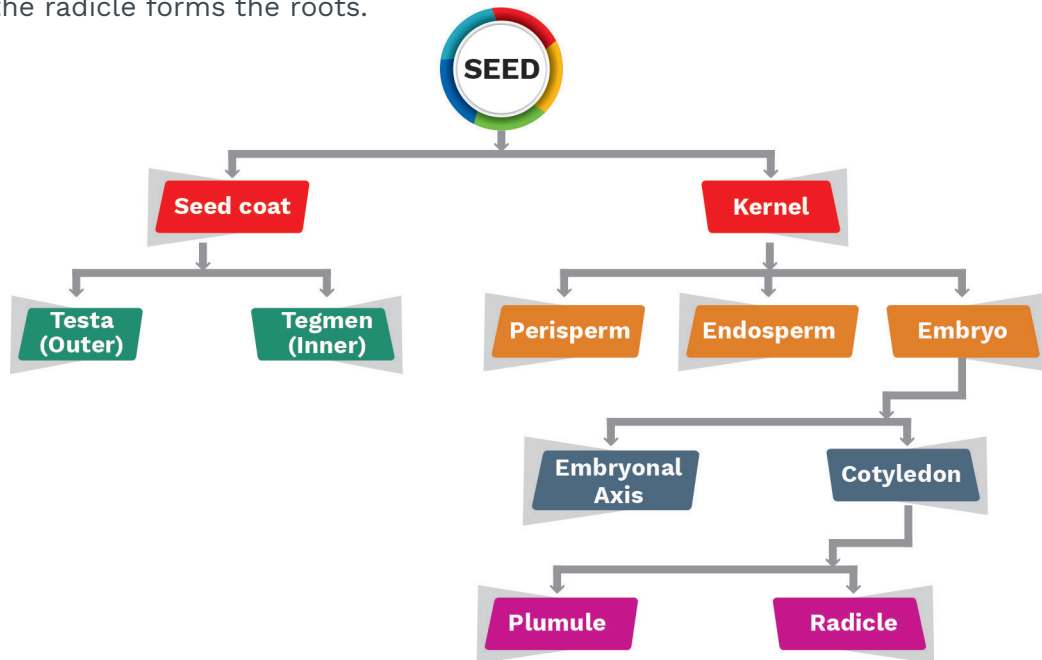 the radicle forms the roots.
SEED
Seed coat
Kernel
Testa
(Outer)
Tegmen
(Inner)
Perisperm
Endosperm
Embryo
Embryonal
Axis
Cotyledon
Plumule
Radicle